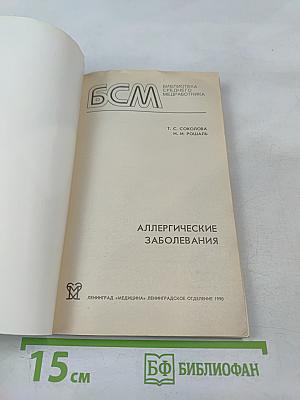 БСМ
БИБЛИОТЕКА
СРЕДНЕГО
МЕДРАБОТНИКА
Т. С. СОКОЛОВА
Н. И. РОШАЛЬ
АЛЛЕРГИЧЕСКИЕ
ЗАБОЛЕВАНИЯ
ЛЕНИНГРАД «МЕДИЦИНА» ЛЕНИНГРАДСКОЕ ОТДЕЛЕНИЕ 1990
15 см
БФ БИБЛИОФАН